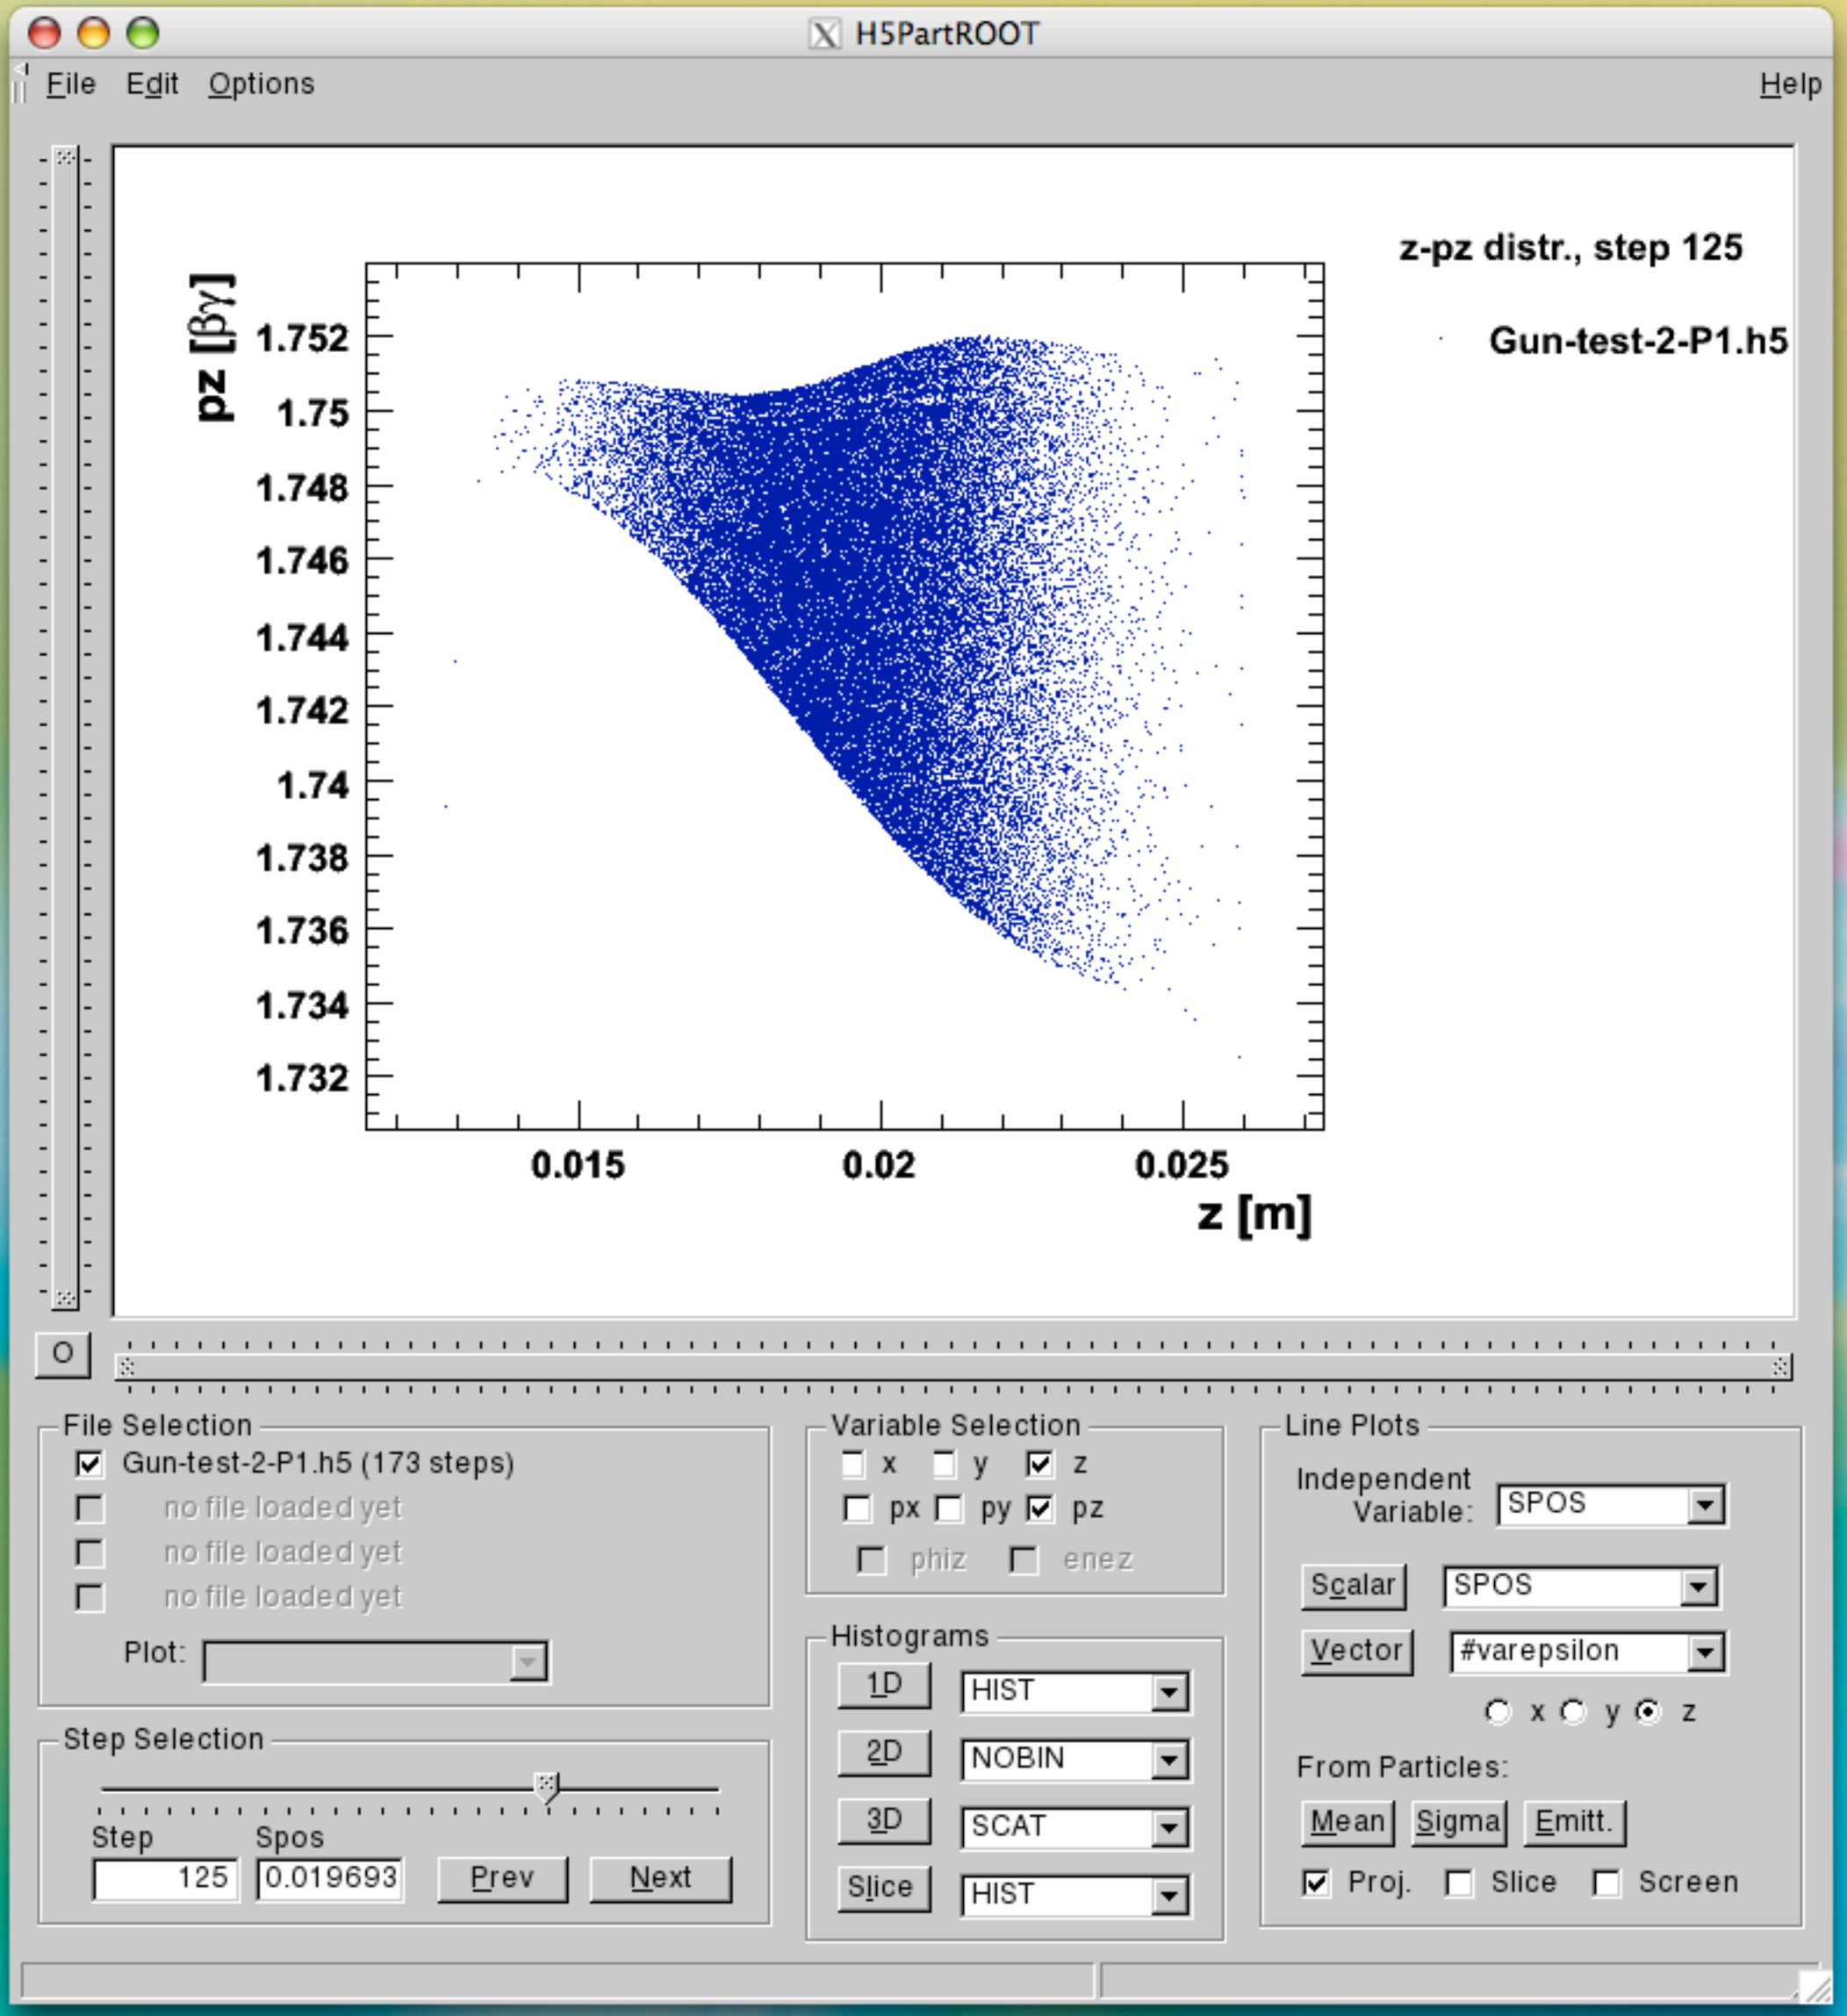 H5PartROOT
File Edit Options Help
z-pz distr., step 125
Gun-test-2-P1.h5
pz [βγ]
1.752
1.75
1.748
1.746
1.744
1.742
1.74
1.738
1.736
1.734
1.732
0.015 0.02 0.025
z [m]
O
File Selection
Gun-test-2-P1.h5 (173 steps)
no file loaded yet
no file loaded yet
no file loaded yet
Plot:
Step Selection
Step Spos
125 0.019693 Prev Next
Variable Selection
x y z
px py pz
phiz enez
Histograms
1D HIST
2D NOBIN
3D SCAT
Slice HIST
Line Plots
Independent
Variable: SPOS
Scalar SPOS
Vector #varepsilon
x y z
From Particles:
Mean Sigma Emitt.
Proj. Slice Screen